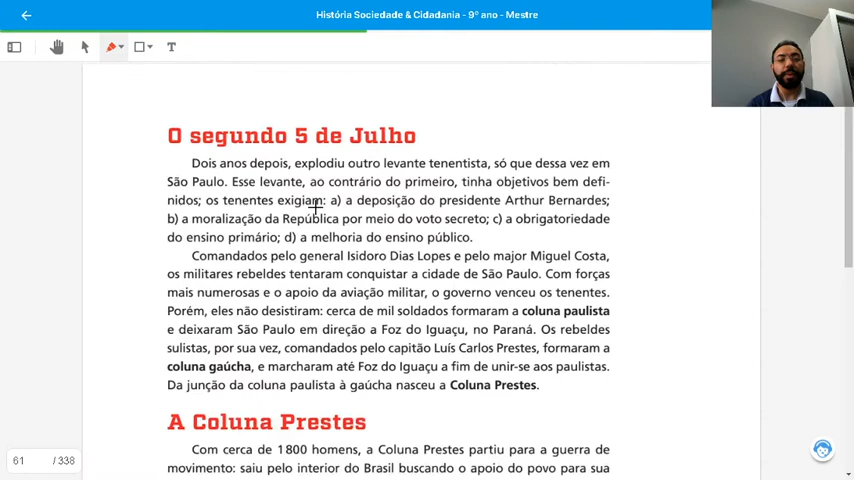 História Sociedade & Cidadania - 9º ano - Mestre
T
O segundo 5 de Julho
Dois anos depois, explodiu outro levante tenentista, só que dessa vez em
São Paulo. Esse levante, ao contrário do primeiro, tinha objetivos bem defi-
nidos; os tenentes exigiam: a) a deposição do presidente Arthur Bernardes;
b) a moralização da República por meio do voto secreto; c) a obrigatoriedade
do ensino primário; d) a melhoria do ensino público.
Comandados pelo general Isidoro Dias Lopes e pelo major Miguel Costa,
os militares rebeldes tentaram conquistar a cidade de São Paulo. Com forças
mais numerosas e o apoio da aviação militar, o governo venceu os tenentes.
Porém, eles não desistiram: cerca de mil soldados formaram a coluna paulista
e deixaram São Paulo em direção a Foz do Iguaçu, no Paraná. Os rebeldes
sulistas, por sua vez, comandados pelo capitão Luís Carlos Prestes, formaram a
coluna gaúcha, e marcharam até Foz do Iguaçu a fim de unir-se aos paulistas.
Da junção da coluna paulista à gaúcha nasceu a Coluna Prestes.
A Coluna Prestes
Com cerca de 1800 homens, a Coluna Prestes partiu para a guerra de
movimento: saiu pelo interior do Brasil buscando o apoio do povo para sua
61 / 338